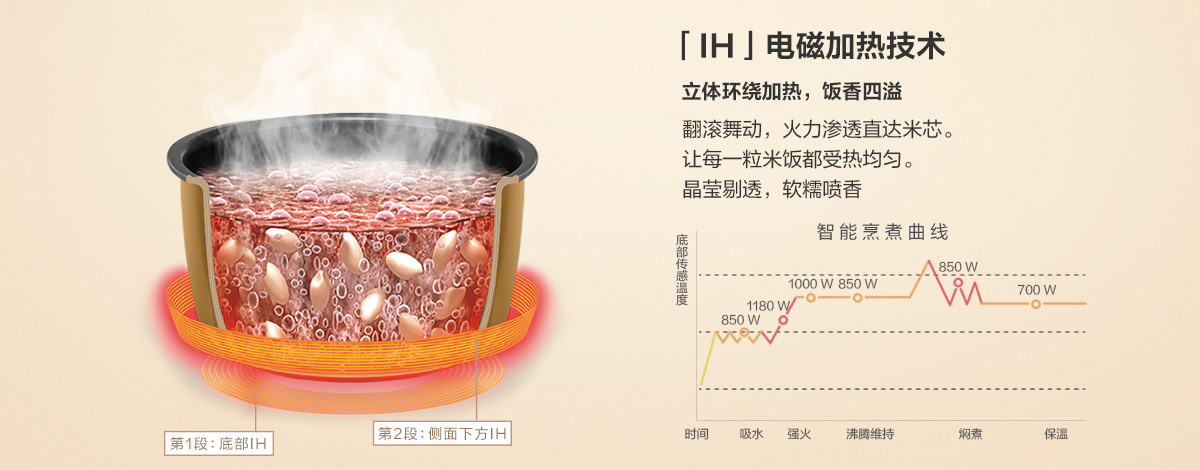 「IH」电磁加热技术
立体环绕加热，饭香四溢
翻滚舞动，火力渗透直达米芯。
让每一粒米饭都受热均匀。
晶莹剔透，软糯喷香
智能烹煮曲线
底部传感温度
850 W
1180 W
1000 W 850 W
850 W
700 W
时间 吸水 强火 沸腾维持 焖煮 保温
第1段：底部IH
第2段：侧面下方IH